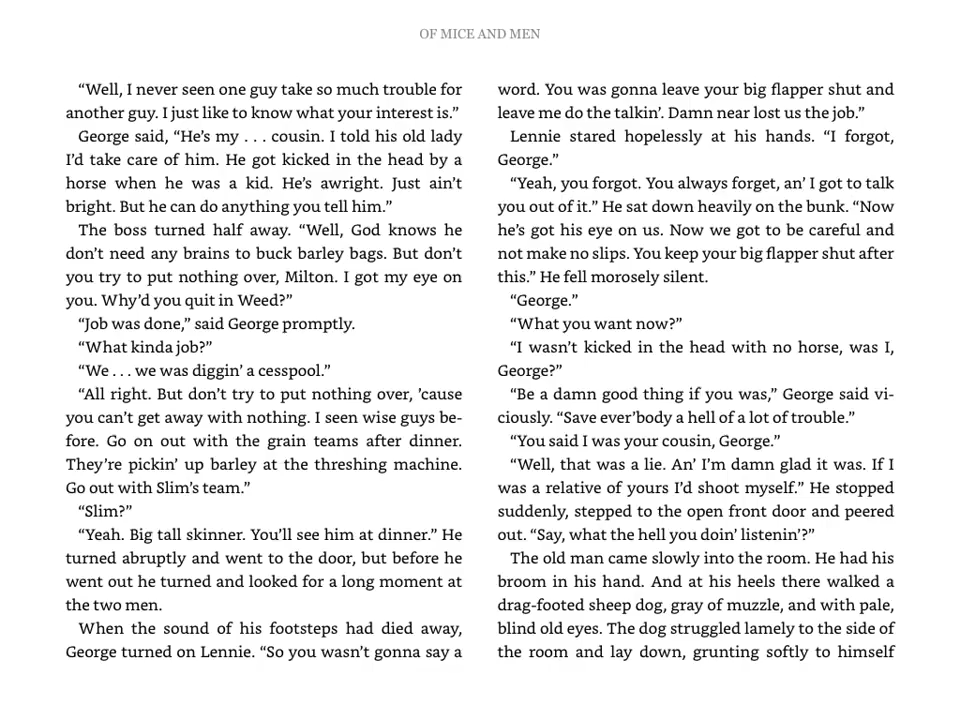 OF MICE AND MEN
“Well, I never seen one guy take so much trouble for
another guy. I just like to know what your interest is.”
George said, “He’s my . . . cousin. I told his old lady
I’d take care of him. He got kicked in the head by a
horse when he was a kid. He’s awright. Just ain’t
bright. But he can do anything you tell him.”
The boss turned half away. “Well, God knows he
don’t need any brains to buck barley bags. But don’t
you try to put nothing over, Milton. I got my eye on
you. Why’d you quit in Weed?”
“Job was done,” said George promptly.
“What kinda job?”
“We . . . we was diggin’ a cesspool.”
“All right. But don’t try to put nothing over, ’cause
you can’t get away with nothing. I seen wise guys be-
fore. Go on out with the grain teams after dinner.
They’re pickin’ up barley at the threshing machine.
Go out with Slim’s team.”
“Slim?”
“Yeah. Big tall skinner. You’ll see him at dinner.” He
turned abruptly and went to the door, but before he
went out he turned and looked for a long moment at
the two men.
When the sound of his footsteps had died away,
George turned on Lennie. “So you wasn’t gonna say a
word. You was gonna leave your big flapper shut and
leave me do the talkin’. Damn near lost us the job.”
Lennie stared hopelessly at his hands. “I forgot,
George.”
“Yeah, you forgot. You always forget, an’ I got to talk
you out of it.” He sat down heavily on the bunk. “Now
he’s got his eye on us. Now we got to be careful and
not make no slips. You keep your big flapper shut after
this.” He fell morosely silent.
“George.”
“What you want now?”
“I wasn’t kicked in the head with no horse, was I,
George?”
“Be a damn good thing if you was,” George said vi-
ciously. “Save ever’body a hell of a lot of trouble.”
“You said I was your cousin, George.”
“Well, that was a lie. An’ I’m damn glad it was. If I
was a relative of yours I’d shoot myself.” He stopped
suddenly, stepped to the open front door and peered
out. “Say, what the hell you doin’ listenin’?”
The old man came slowly into the room. He had his
broom in his hand. And at his heels there walked a
drag-footed sheep dog, gray of muzzle, and with pale,
blind old eyes. The dog struggled lamely to the side of
the room and lay down, grunting softly to himself